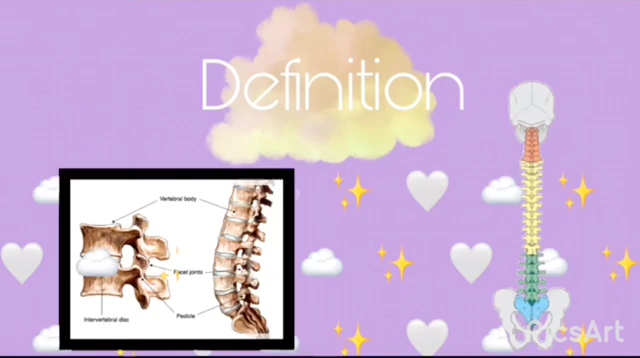 Definition
Vertebral body
Facet joints
Pedicle
Intervertebral disc
PicsArt